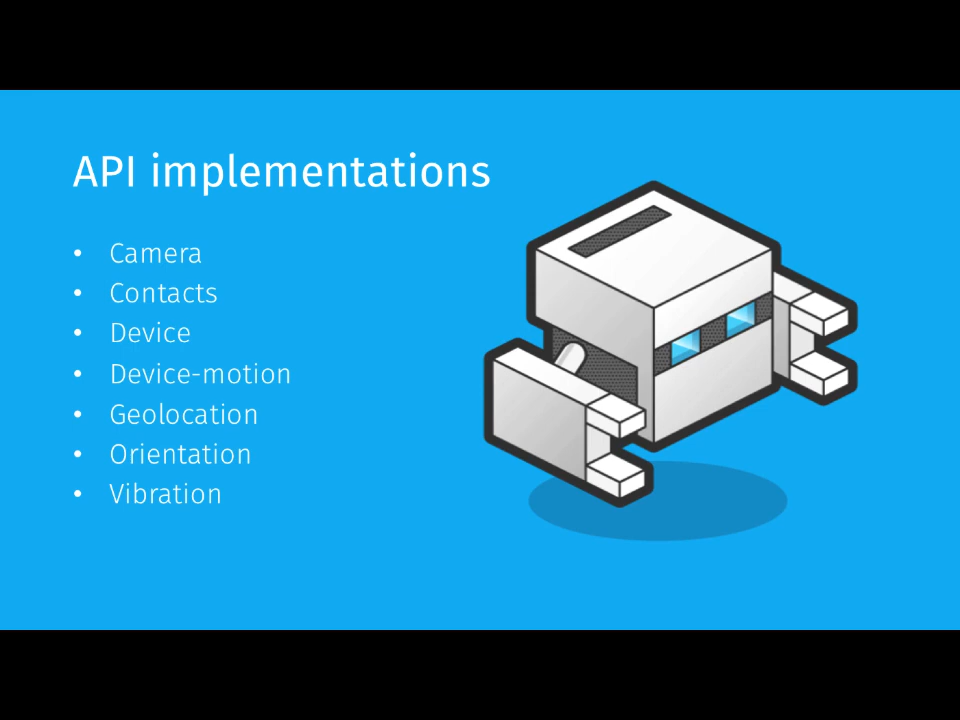 API implementations
• Camera
• Contacts
• Device
• Device-motion
• Geolocation
• Orientation
• Vibration